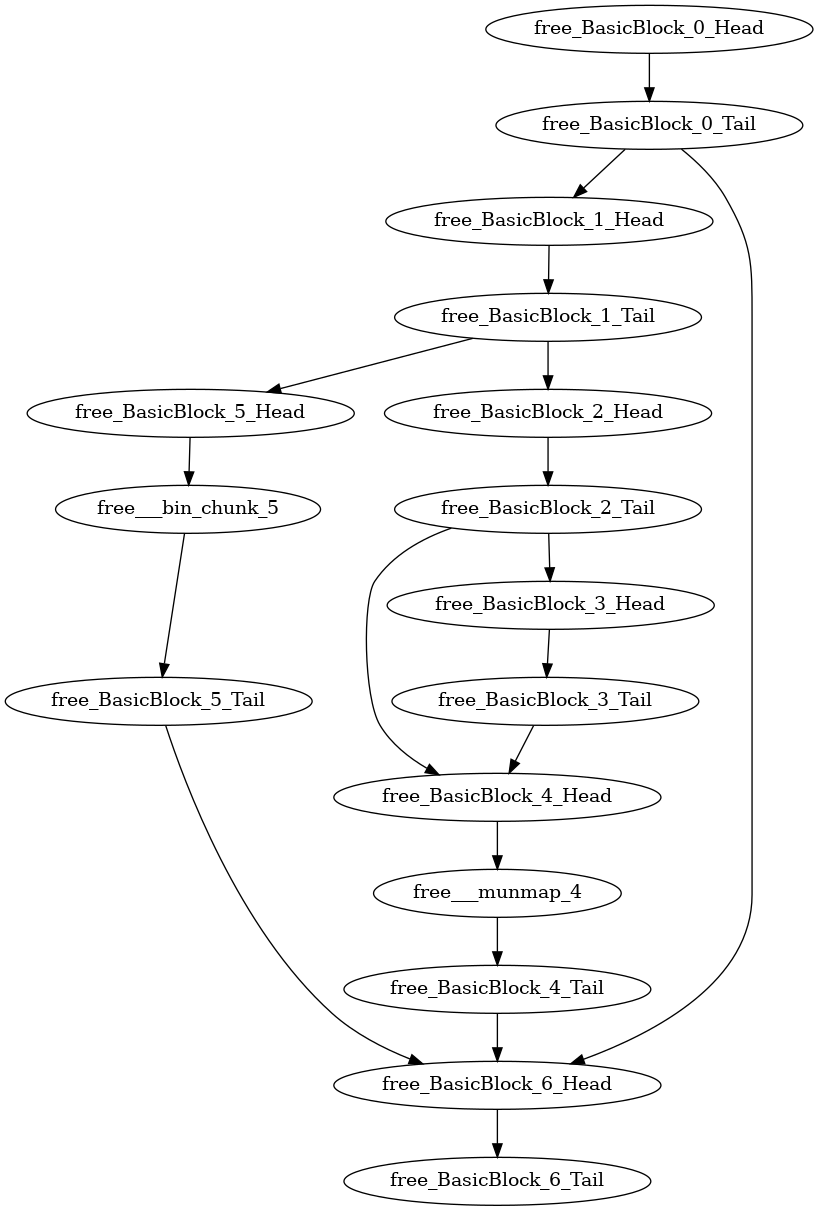 free_BasicBlock_0_Head
free_BasicBlock_0_Tail
free_BasicBlock_1_Head
free_BasicBlock_1_Tail
free_BasicBlock_5_Head
free_BasicBlock_2_Head
free___bin_chunk_5
free_BasicBlock_2_Tail
free_BasicBlock_3_Head
free_BasicBlock_5_Tail
free_BasicBlock_3_Tail
free_BasicBlock_4_Head
free___munmap_4
free_BasicBlock_4_Tail
free_BasicBlock_6_Head
free_BasicBlock_6_Tail